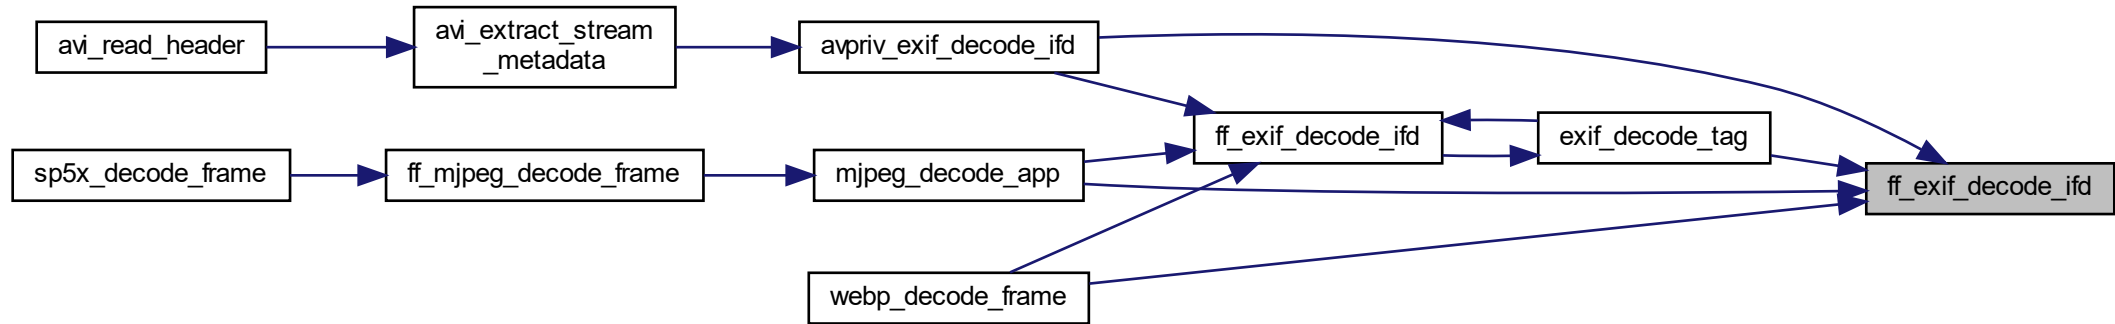 avi_read_header
avi_extract_stream
_metadata
avpriv_exif_decode_ifd
ff_exif_decode_ifd
exif_decode_tag
ff_exif_decode_ifd
sp5x_decode_frame
ff_mjpeg_decode_frame
mjpeg_decode_app
webp_decode_frame